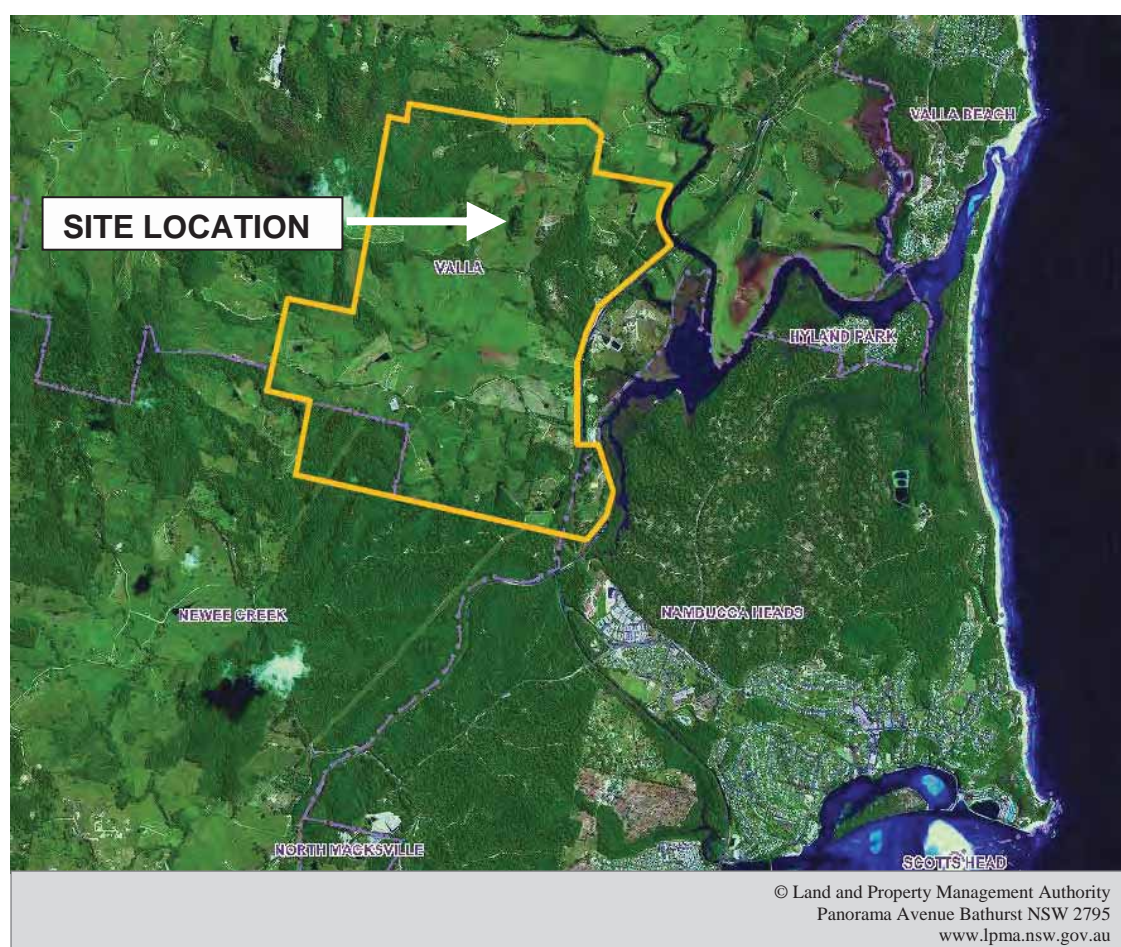 VALLA BEACH
SITE LOCATION
VALLA
HYLAND PARK
NEWEE CREEK
NAMBUCCA HEADS
NORTH MACKSVILLE
SCOTTS HEAD
© Land and Property Management Authority
Panorama Avenue Bathurst NSW 2795
www.lpma.nsw.gov.au